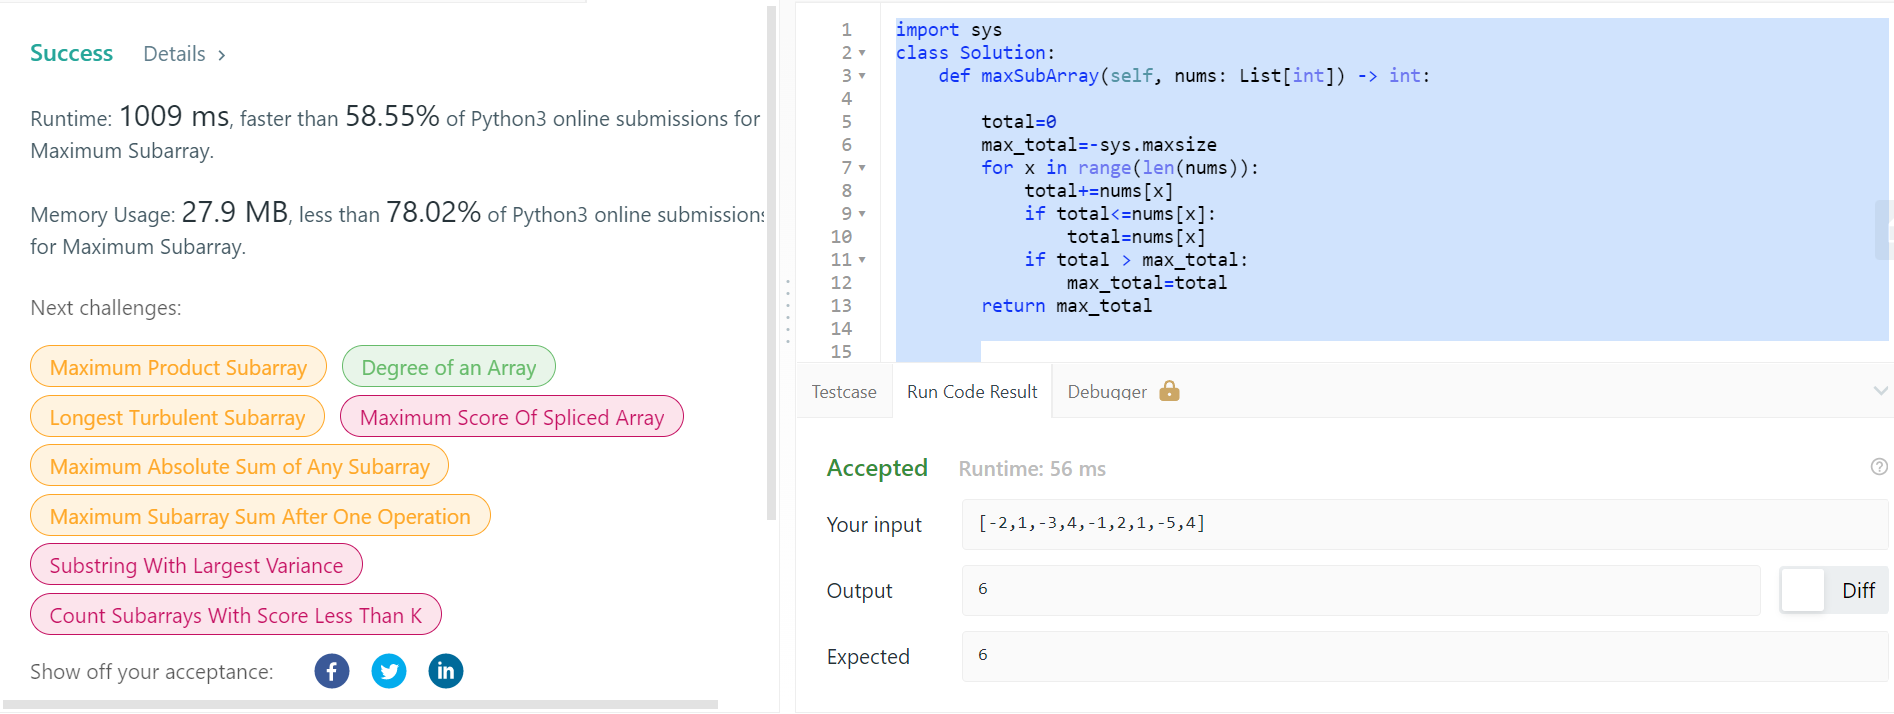 Success Details >
Runtime: 1009 ms, faster than 58.55% of Python3 online submissions for
Maximum Subarray.
Memory Usage: 27.9 MB, less than 78.02% of Python3 online submissions
for Maximum Subarray.
Next challenges:
Maximum Product Subarray
Degree of an Array
Longest Turbulent Subarray
Maximum Score Of Spliced Array
Maximum Absolute Sum of Any Subarray
Maximum Subarray Sum After One Operation
Substring With Largest Variance
Count Subarrays With Score Less Than K
Show off your acceptance:
f
in
1 import sys
2 class Solution:
3     def maxSubArray(self, nums: List[int]) -> int:
4
5         total=0
6         max_total=-sys.maxsize
7         for x in range(len(nums)):
8             total+=nums[x]
9             if total<=nums[x]:
10                 total=nums[x]
11             if total > max_total:
12                 max_total=total
13         return max_total
14
15
Testcase Run Code Result Debugger
Accepted Runtime: 56 ms
?
Your input [-2,1,-3,4,-1,2,1,-5,4]
Output 6 Diff
Expected 6